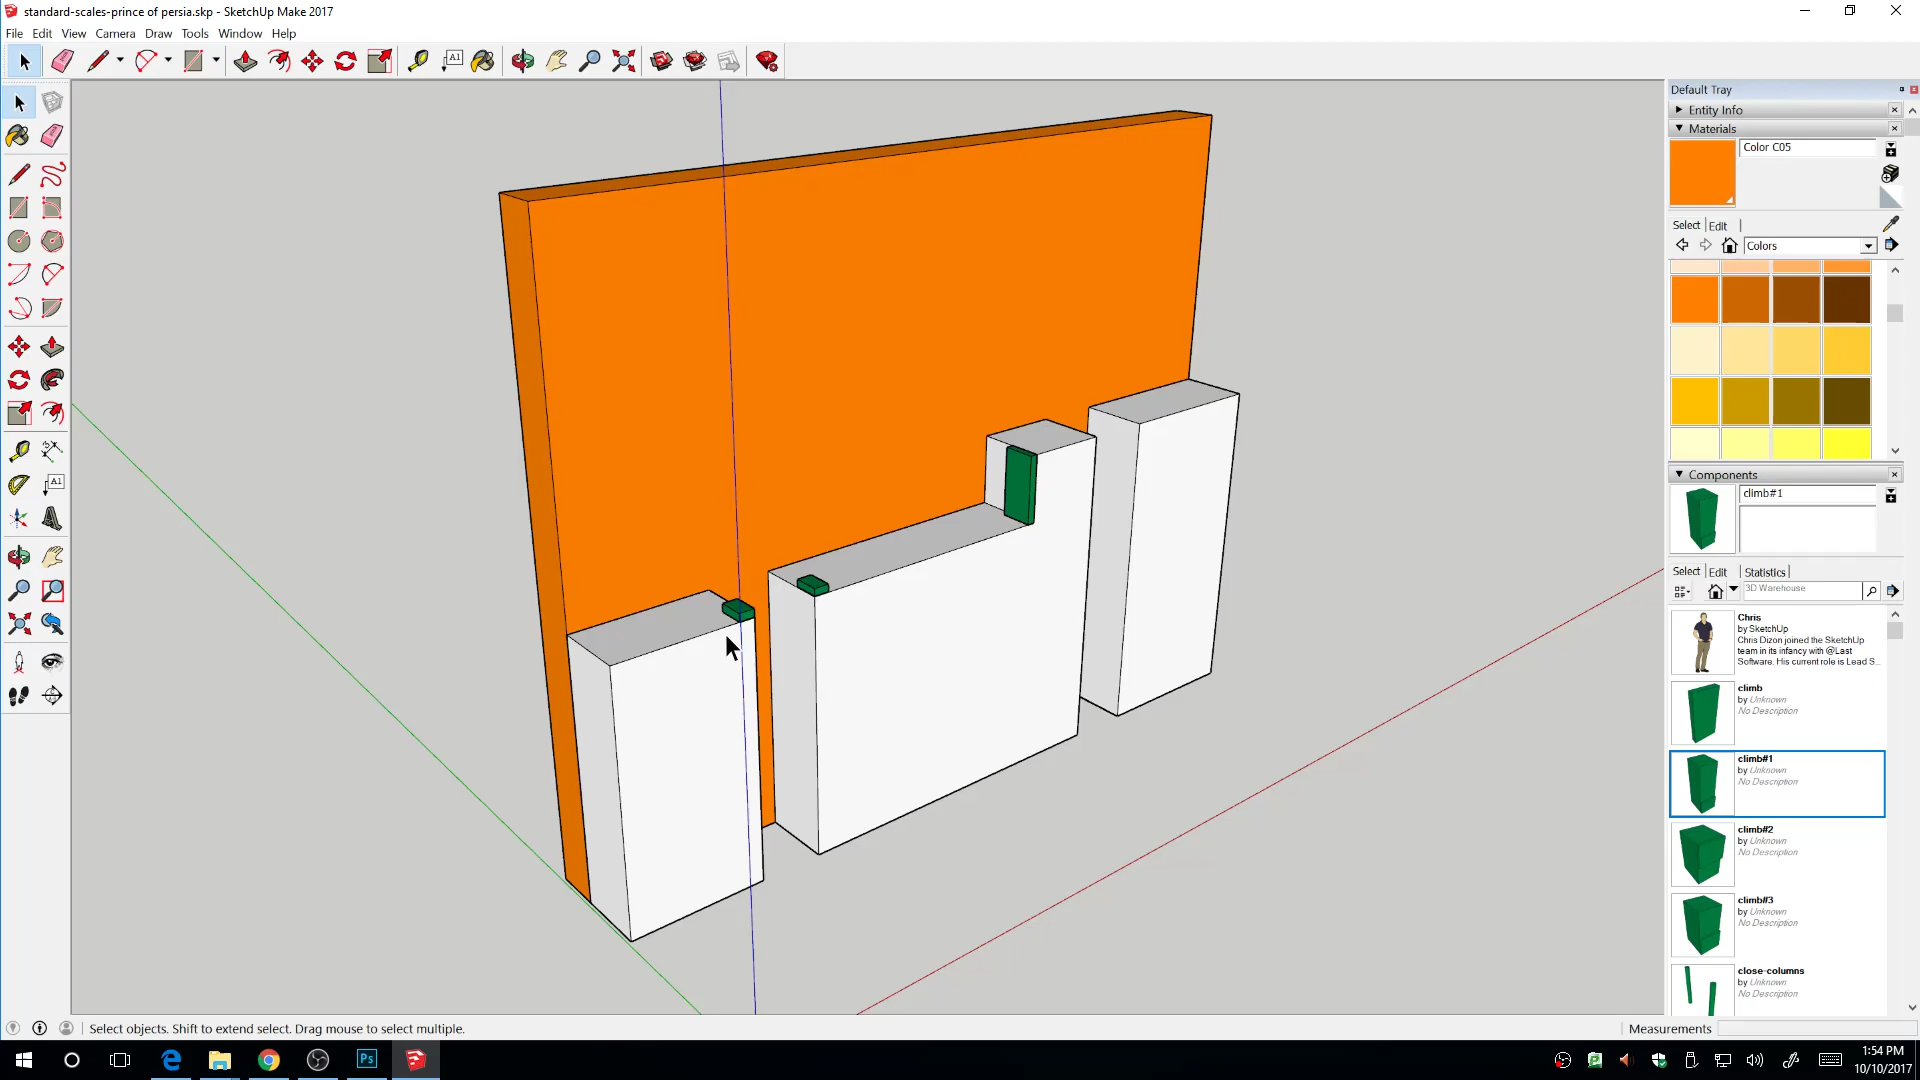 standard-scales-prince of persia.skp - SketchUp Make 2017
File Edit View Camera Draw Tools Window Help
A1
Default Tray
Entity Info
Materials
Color C05
Select Edit
Colors
Components
climb#1
A1
Select Edit Statistics
3D Warehouse
Chris
by SketchUp
Chris Dizon joined the SketchUp
team in its infancy with @Last
Software. His current role is Lead S...
climb
by Unknown
No Description
climb#1
by Unknown
No Description
climb#2
by Unknown
No Description
climb#3
by Unknown
No Description
close-columns
by Unknown
No Description
Select objects. Shift to extend select. Drag mouse to select multiple.
Measurements
Ps
1:54 PM
10/10/2017